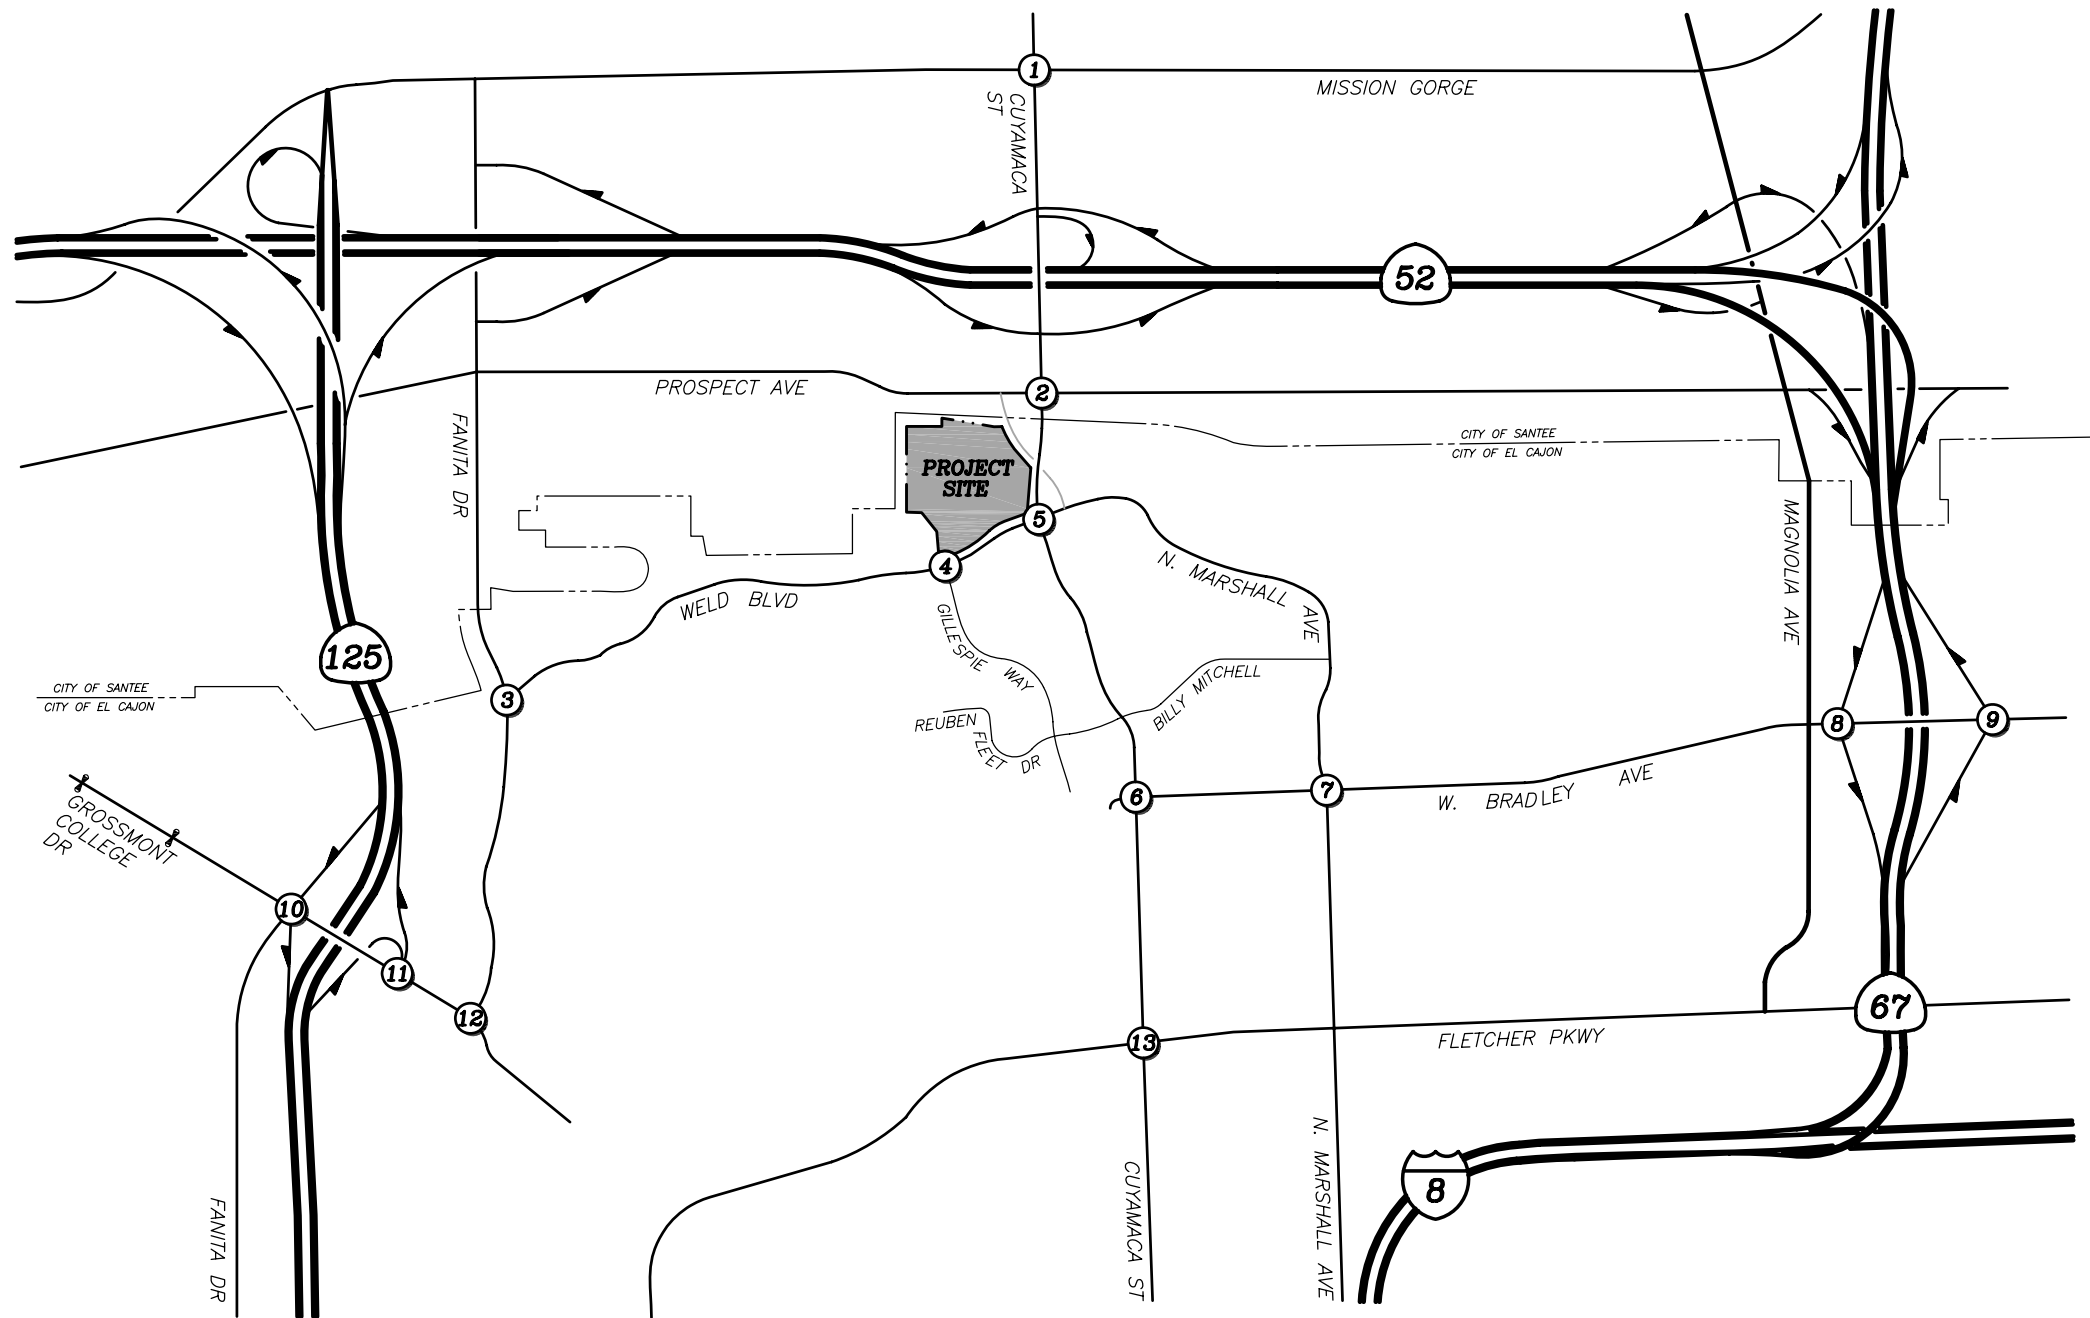 1
MISSION GORGE
CUYAMACA
ST
52
PROSPECT AVE
2
FANITA DR
CITY OF SANTEE
CITY OF EL CAJON
PROJECT
SITE
MAGNOLIA AVE
5
4
N. MARSHALL AVE
WELD BLVD
GILLESPIE WAY
125
BILLY MITCHELL
CITY OF SANTEE
CITY OF EL CAJON
3
REUBEN
FLEET DR
8
9
6
7
W. BRADLEY AVE
GROSSMONT
COLLEGE
DR
10
11
12
67
13
FLETCHER PKWY
N. MARSHALL AVE
CUYAMACA ST
8
FANITA DR